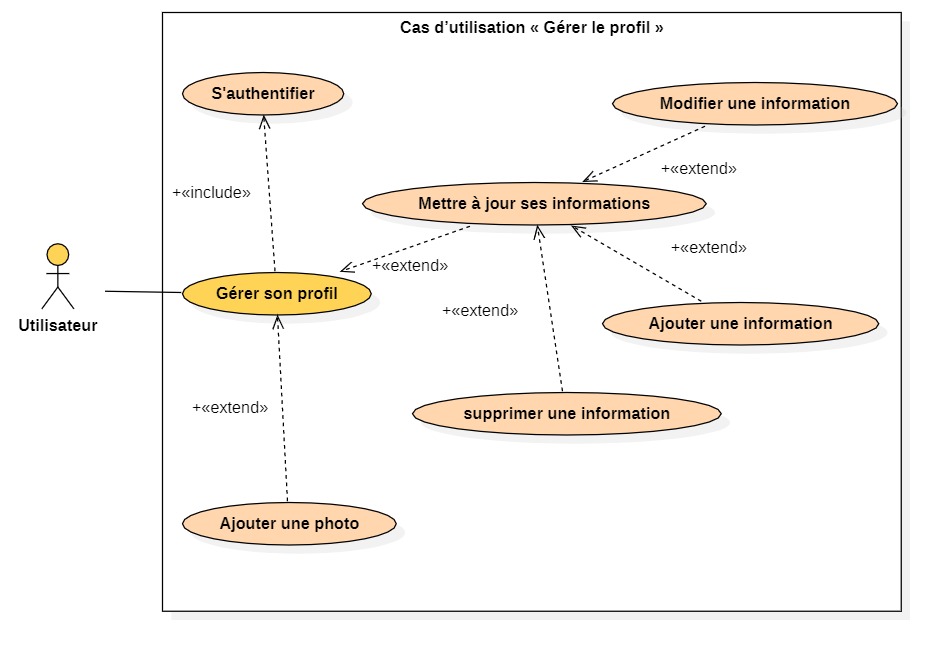 Cas d’utilisation « Gérer le profil »
S'authentifier
Modifier une information
+«extend»
+«include»
Mettre à jour ses informations
+«extend»
+«extend»
Gérer son profil
+«extend»
Utilisateur
Ajouter une information
+«extend»
supprimer une information
Ajouter une photo